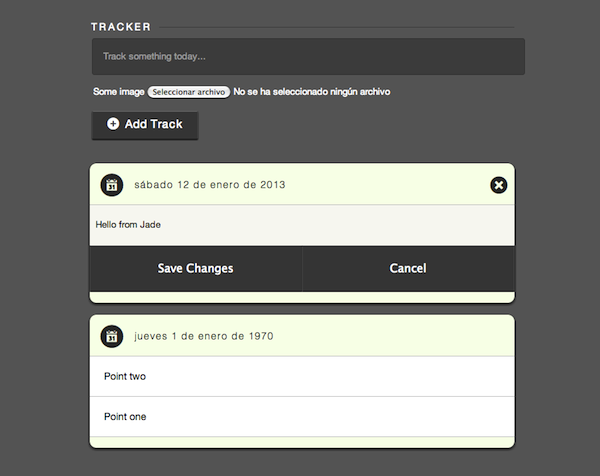 TRACKER
Track something today...
Some image Seleccionar archivo No se ha seleccionado ningún archivo
Add Track
31 sábado 12 de enero de 2013
Hello from Jade
Save Changes Cancel
31 jueves 1 de enero de 1970
Point two
Point one